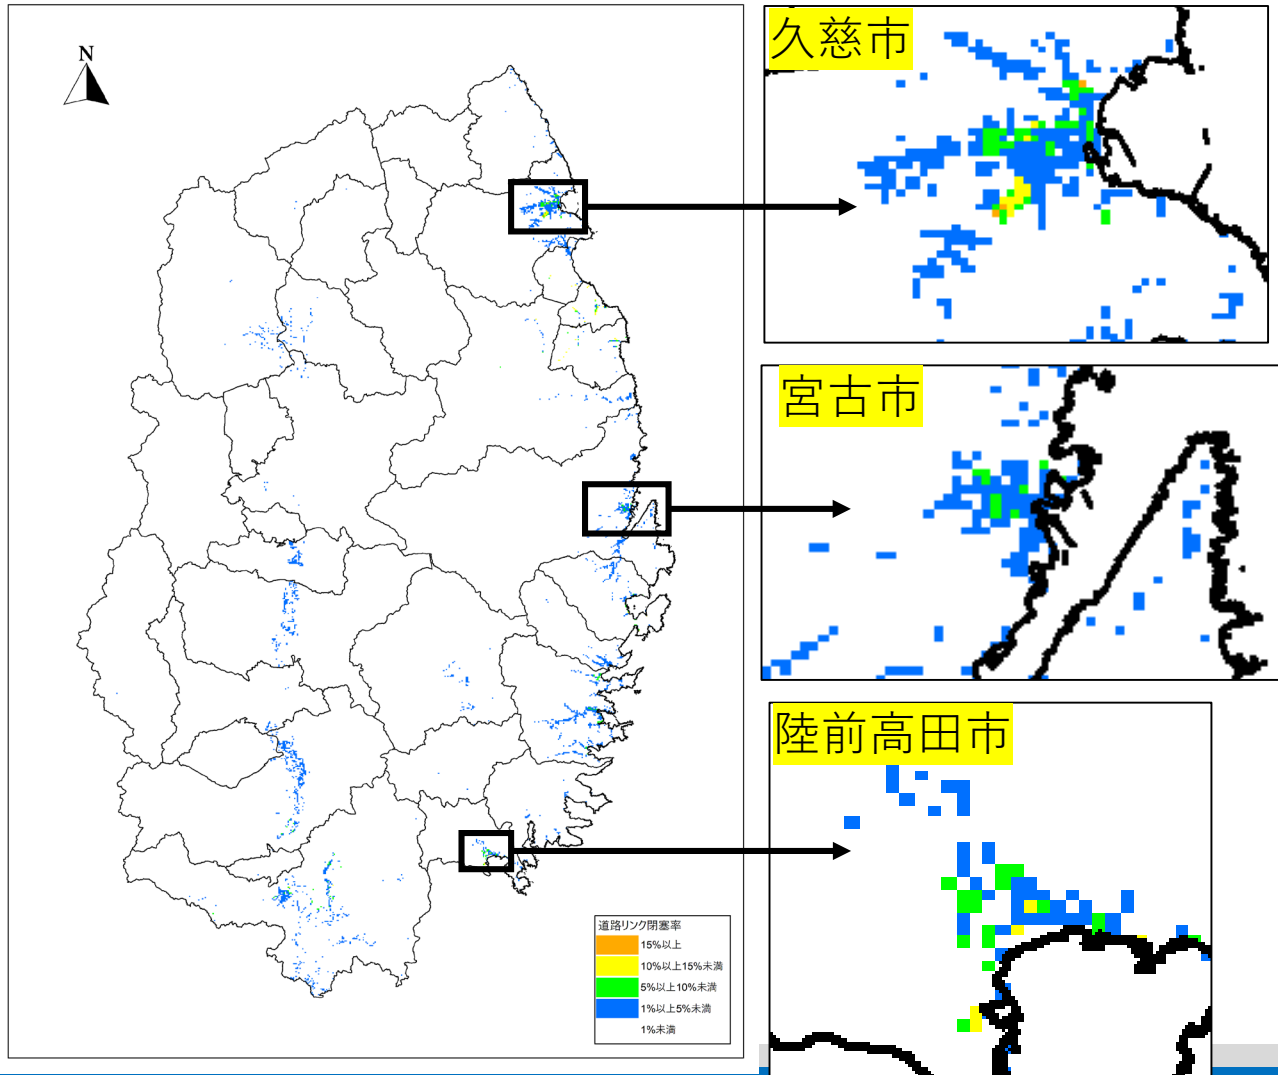 N
久慈市
宮古市
陸前高田市
道路リンク閉塞率
15%以上
10%以上15%未満
5%以上10%未満
1%以上5%未満
1%未満